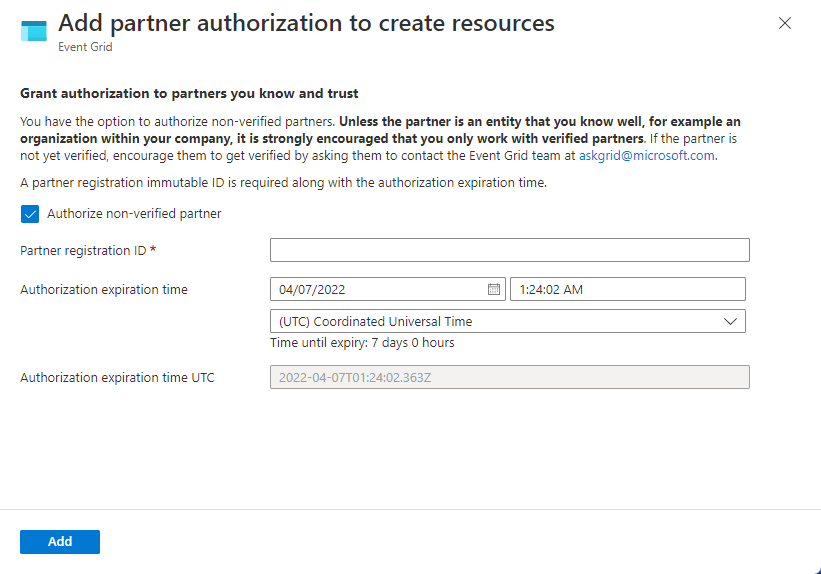 Add partner authorization to create resources
Event Grid
Grant authorization to partners you know and trust
You have the option to authorize non-verified partners. Unless the partner is an entity that you know well, for example an
organization within your company, it is strongly encouraged that you only work with verified partners. If the partner is
not yet verified, encourage them to get verified by asking them to contact the Event Grid team at askgrid@microsoft.com.
A partner registration immutable ID is required along with the authorization expiration time.
Authorize non-verified partner
Partner registration ID *
Authorization expiration time 04/07/2022 1:24:02 AM
(UTC) Coordinated Universal Time
Time until expiry: 7 days 0 hours
Authorization expiration time UTC 2022-04-07T01:24:02.363Z
Add